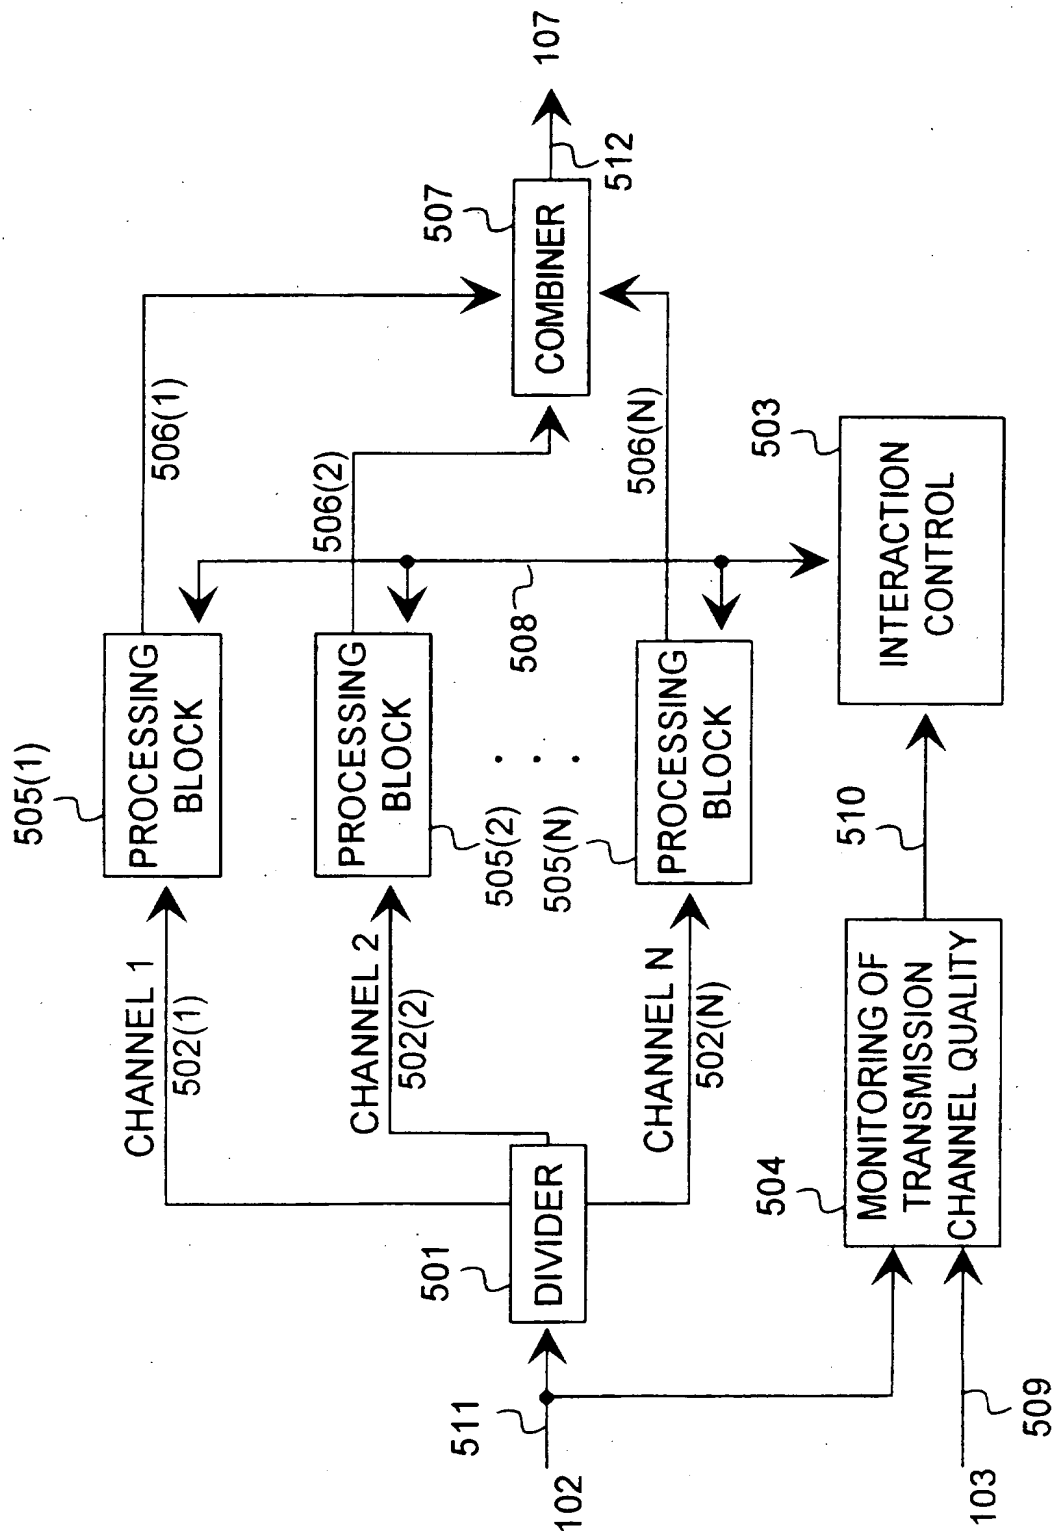 505(1)
CHANNEL 1
502(1)
PROCESSING
BLOCK
506(1)
CHANNEL 2
502(2)
PROCESSING
BLOCK
505(2)
506(2)
507
COMBINER
512
107
511
102
501
DIVIDER
508
505(N)
CHANNEL N
502(N)
PROCESSING
BLOCK
506(N)
504
MONITORING OF
TRANSMISSION
CHANNEL QUALITY
510
503
INTERACTION
CONTROL
103
509